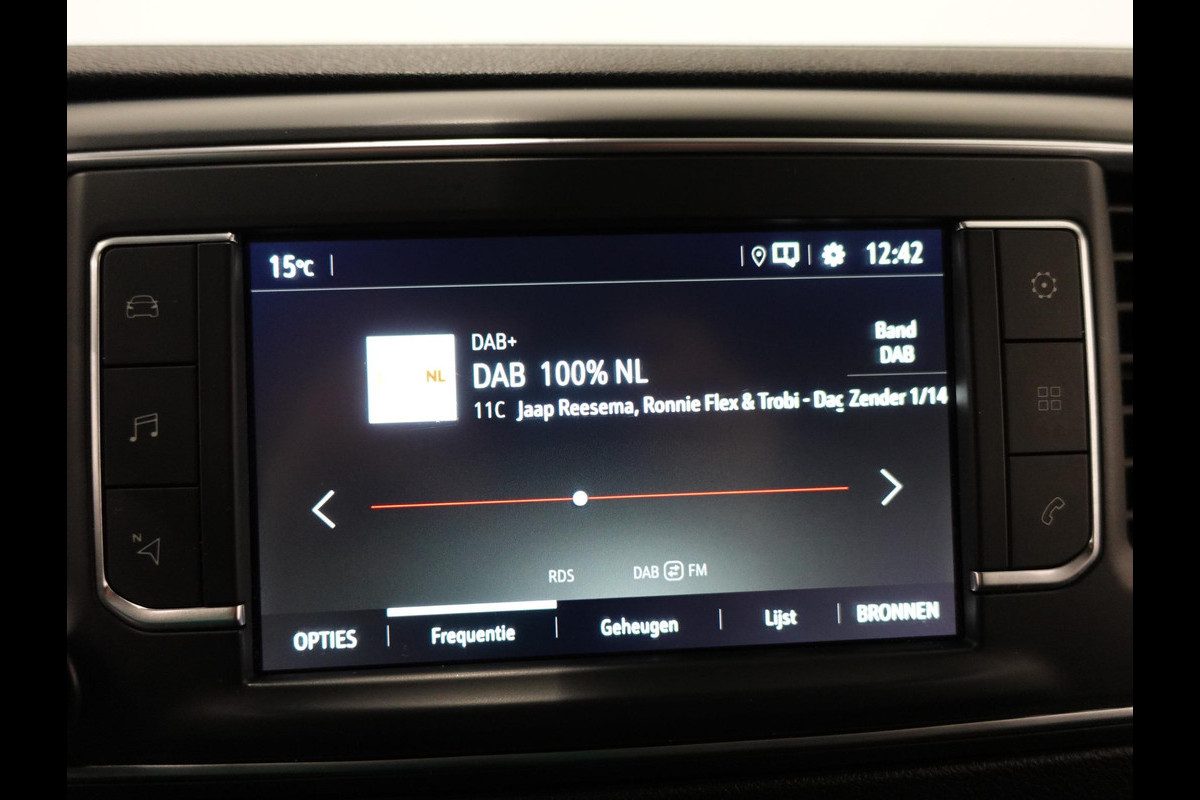 15°C
12:42
DAB+
Band
DAB
NL
DAB 100% NL
11C Jaap Reesema, Ronnie Flex & Trobi - Dag Zender 1/14
RDS
DAB FM
OPTIES
Frequentie
Geheugen
Lijst
BRONNEN
N